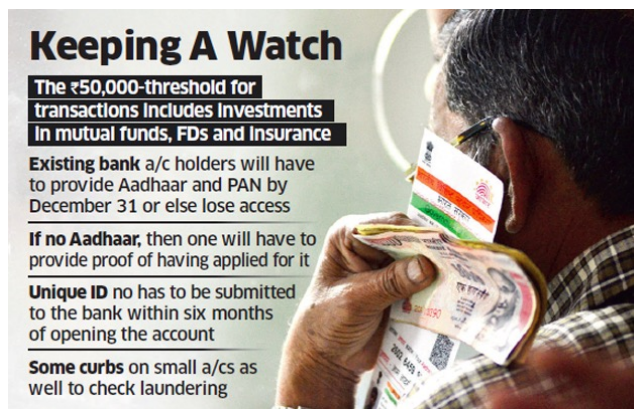 Keeping A Watch
The ₹50,000-threshold for
transactions includes investments
in mutual funds, FDs and insurance
Existing bank a/c holders will have
to provide Aadhaar and PAN by
December 31 or else lose access
If no Aadhaar, then one will have to
provide proof of having applied for it
Unique ID no has to be submitted
to the bank within six months
of opening the account
Some curbs on small a/cs as
well to check laundering
भारत सरकार